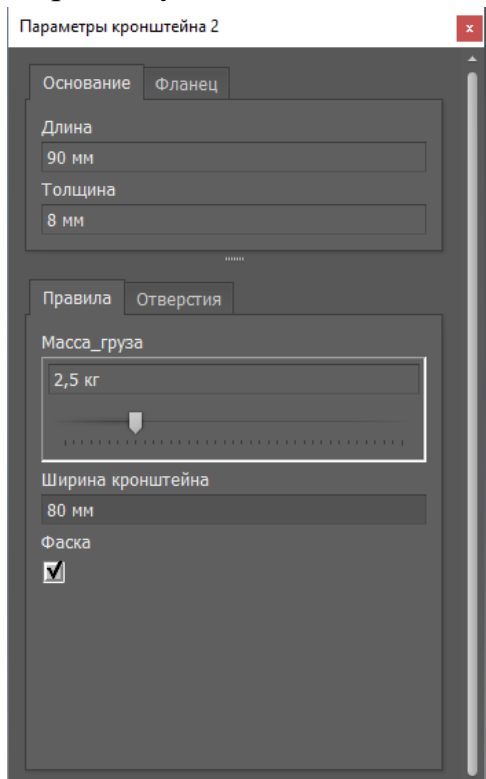 Параметры кронштейна 2
x
Основание Фланец
Длина
90 мм
Толщина
8 мм
Правила Отверстия
Масса_груза
2,5 кг
Ширина кронштейна
80 мм
Фаска